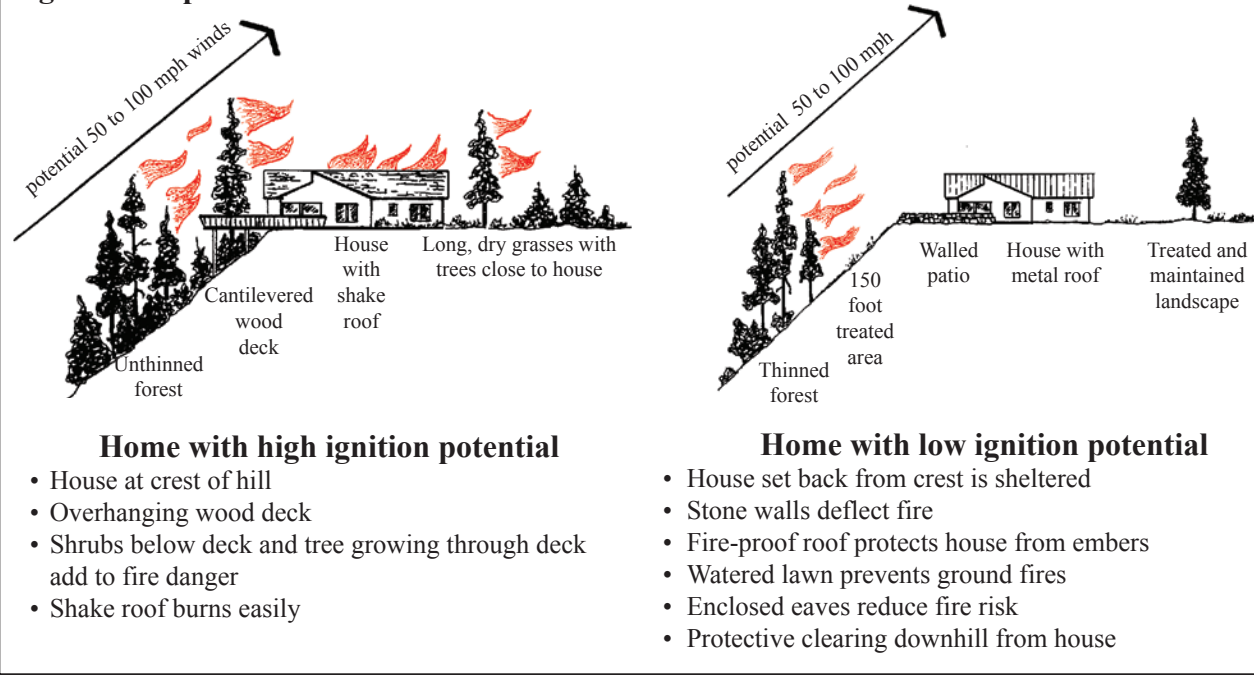 potential 50 to 100 mph winds
House
with
shake
roof
Long, dry grasses with
trees close to house
Cantilevered
wood
deck
Unthinned
forest
Home with high ignition potential
• House at crest of hill
• Overhanging wood deck
• Shrubs below deck and tree growing through deck
add to fire danger
• Shake roof burns easily
potential 50 to 100 mph
Walled
patio
House with
metal roof
Treated and
maintained
landscape
150
foot
treated
area
Thinned
forest
Home with low ignition potential
• House set back from crest is sheltered
• Stone walls deflect fire
• Fire-proof roof protects house from embers
• Watered lawn prevents ground fires
• Enclosed eaves reduce fire risk
• Protective clearing downhill from house